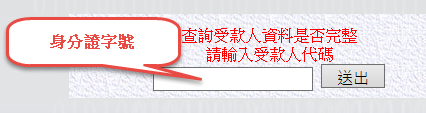 身分證字號
查詢受款人資料是否完整
請輸入受款人代碼
送出